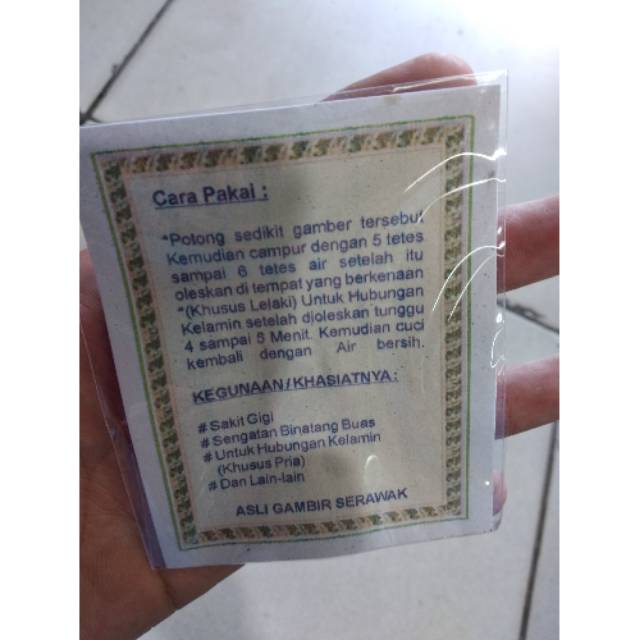 Cara Pakai :
*Potong sedikit gamber tersebut
Kemudian campur dengan 5 tetes
sampai 6 tetes air setelah itu
oleskan di tempat yang berkenaan
*(Khusus Lelaki) Untuk Hubungan
Kelamin setelah djoleskan tunggu
4 sampai 5 Menit. Kemudian cuci
kembali dengan Air bersih.
KEGUNAAN/KHASIATNYA :
# Sakit Gigi
# Sengatan Binatang Buas
# Untuk Hubungan Kelamin
(Khusus Pria)
# Dan Lain-lain
ASLI GAMBIR SERAWAK